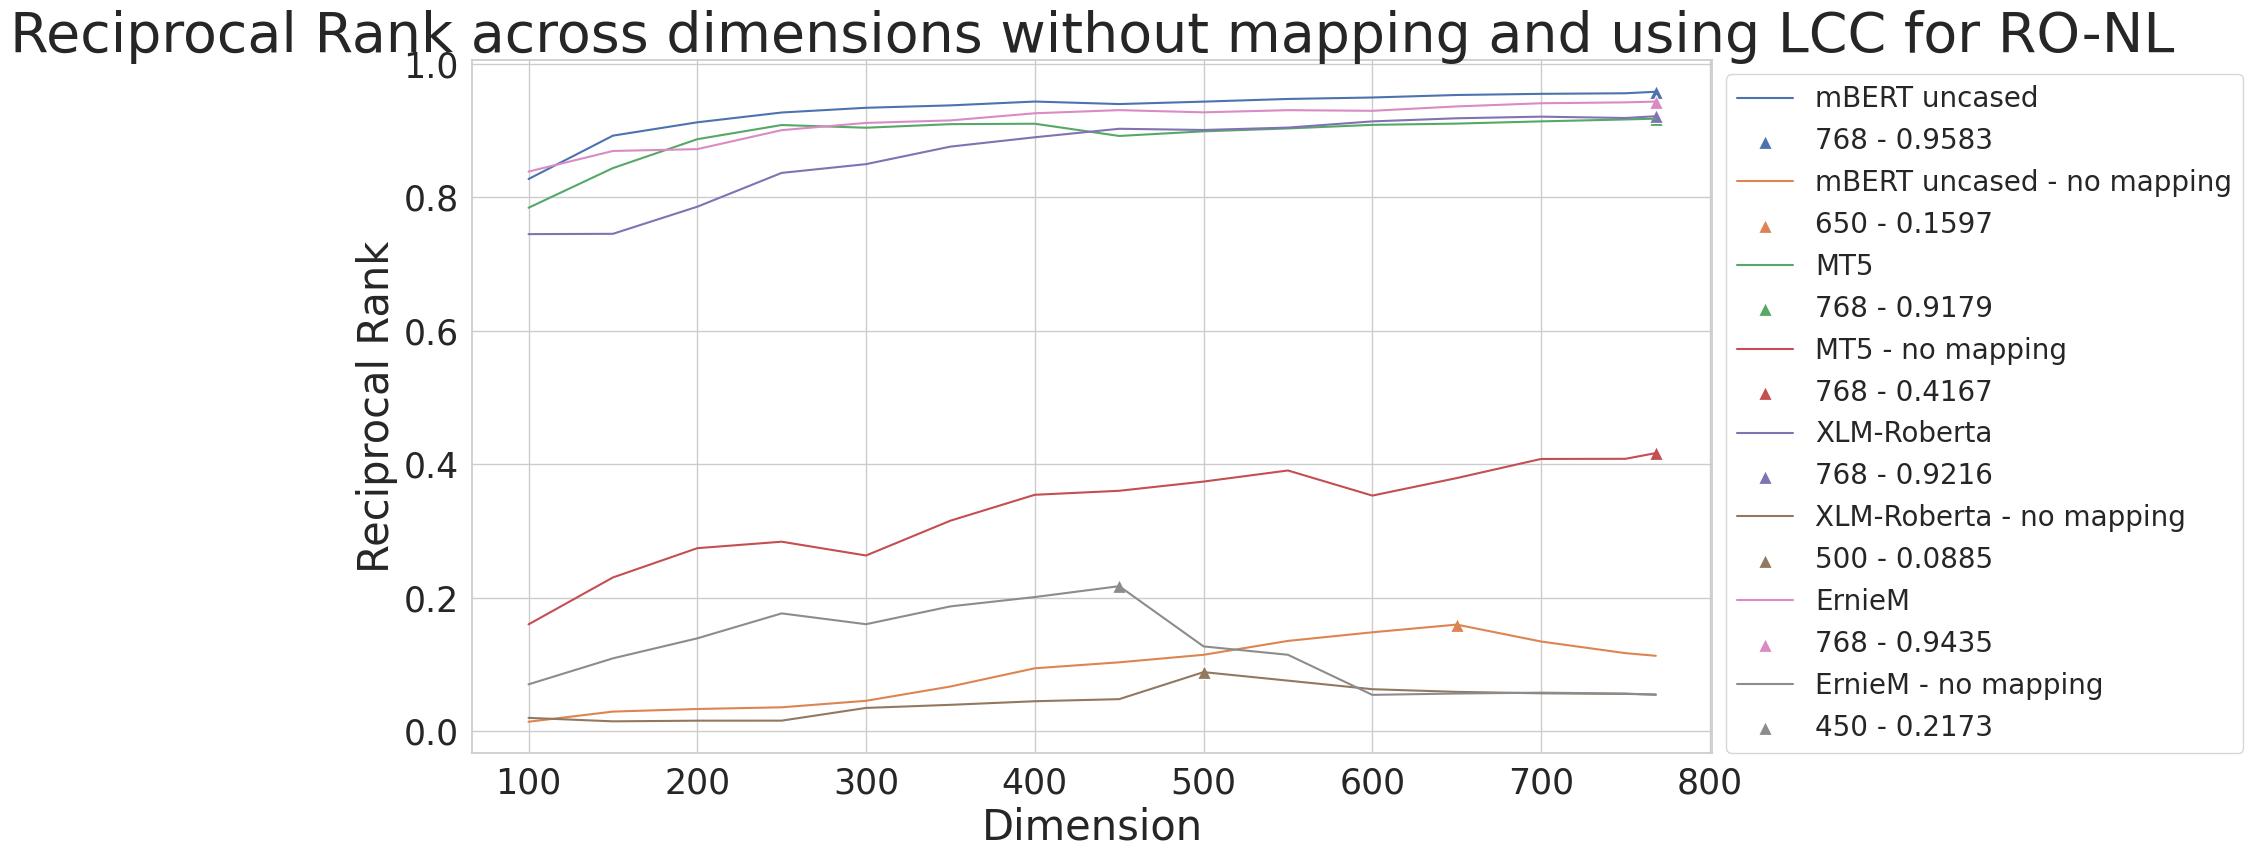 Reciprocal Rank across dimensions without mapping and using LCC for RO-NL
1.0
0.8
0.6
0.4
0.2
0.0
Reciprocal Rank
100 200 300 400 500 600 700 800
Dimension
mBERT uncased
768 - 0.9583
mBERT uncased - no mapping
650 - 0.1597
MT5
768 - 0.9179
MT5 - no mapping
768 - 0.4167
XLM-Roberta
768 - 0.9216
XLM-Roberta - no mapping
500 - 0.0885
ErnieM
768 - 0.9435
ErnieM - no mapping
450 - 0.2173